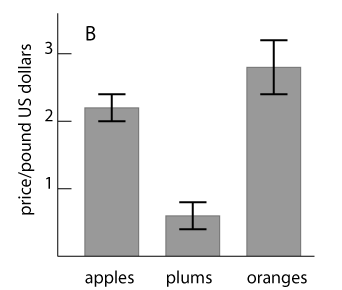 B
price/pound US dollars
3
2
1
apples plums oranges